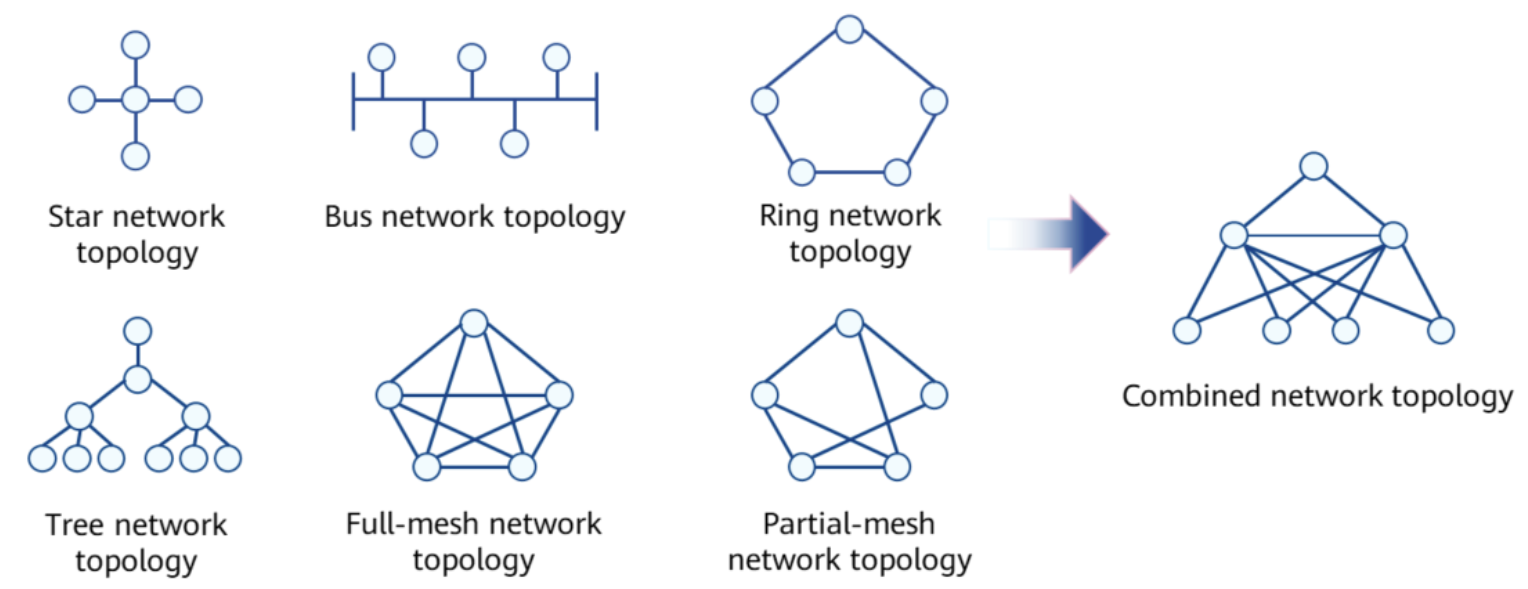 Star network
topology
Bus network topology
Ring network
topology
Combined network topology
Tree network
topology
Full-mesh network
topology
Partial-mesh
network topology